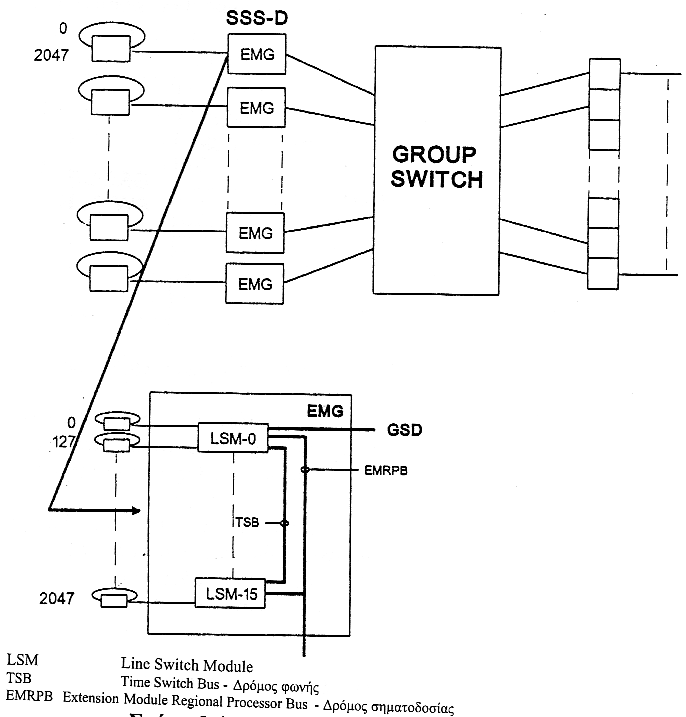 SSS-D
0
2047
EMG
EMG
GROUP
SWITCH
EMG
EMG
EMG
0
127
LSM-0
GSD
EMRPB
TSB
LSM-15
2047
LSM Line Switch Module
TSB Time Switch Bus - Δρόμος φωνής
EMRPB Extension Module Regional Processor Bus - Δρόμος σηματοδοσίας